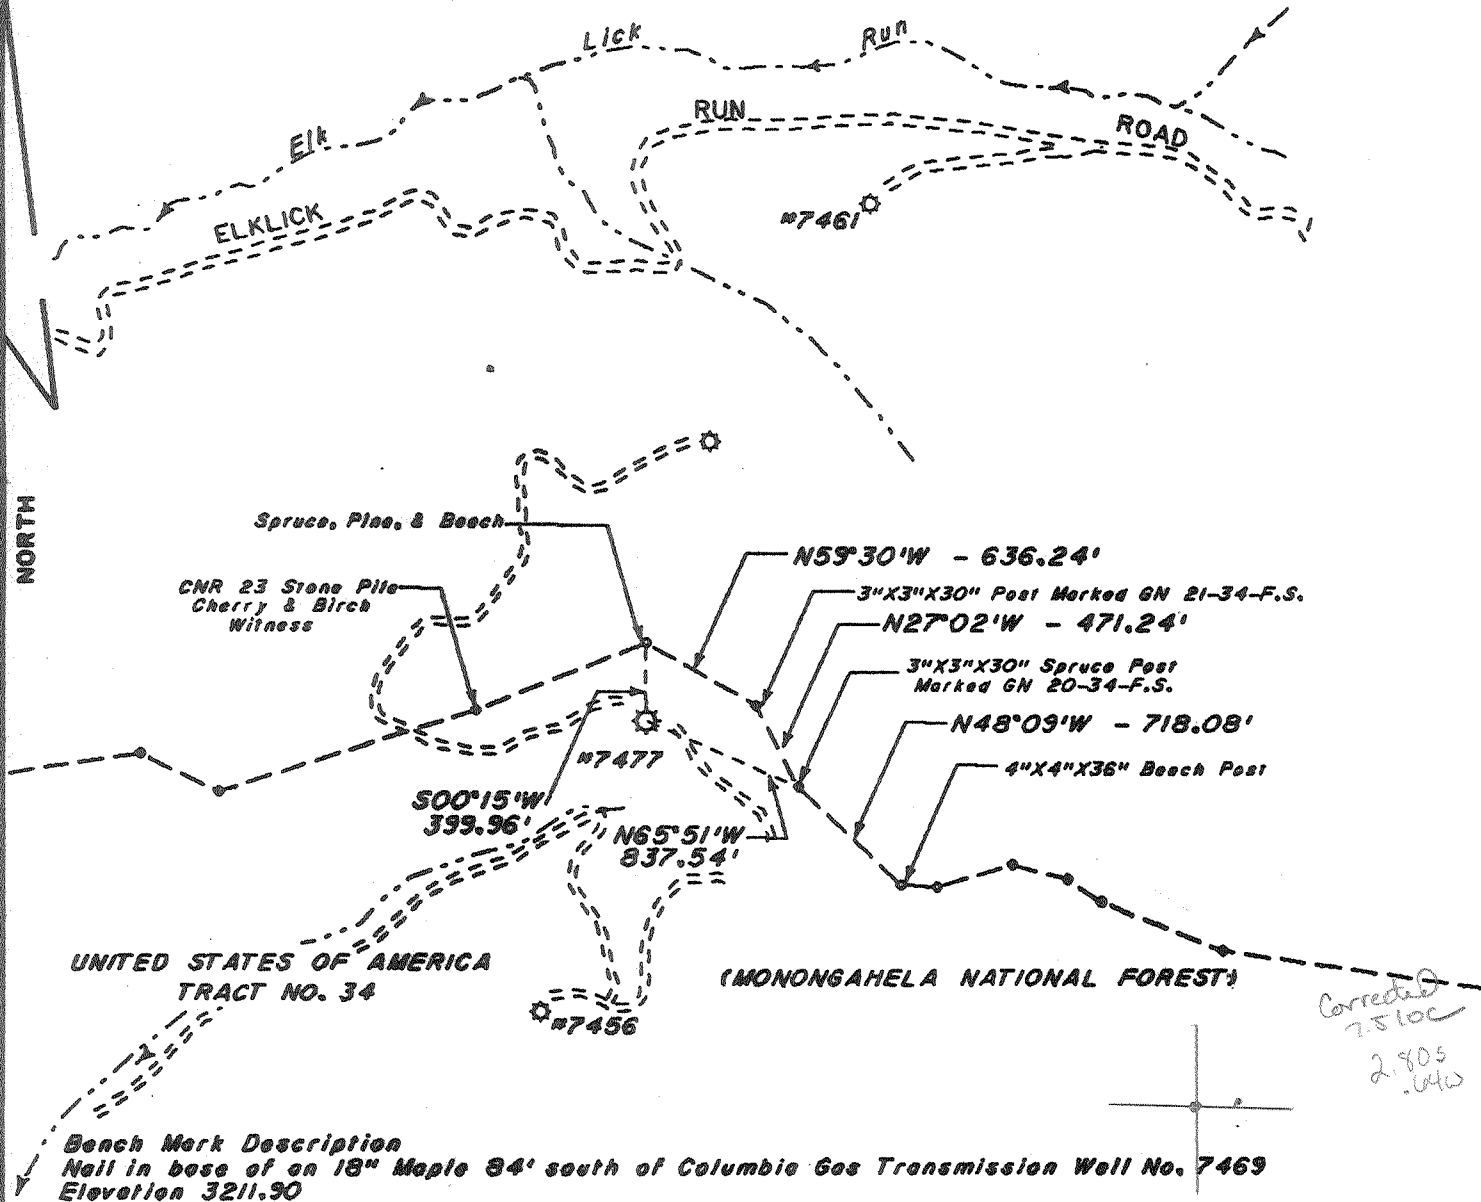 Elk Lick Run
ELKLICK RUN ROAD
#7461
NORTH
Spruce, Pine, & Beech
CNR 23 Stone Pile
Cherry & Birch
Witness
N59°30'W - 636.24'
3"X3"X30" Post Marked GN 21-34-F.S.
N27°02'W - 471.24'
3"X3"X30" Spruce Post
Marked GN 20-34-F.S.
N48°09'W - 718.08'
4"X4"X36" Beech Post
#7477
S00°15'W
399.96'
N65°51'W
837.54'
UNITED STATES OF AMERICA
TRACT NO. 34
(MONONGAHELA NATIONAL FOREST)
#7456
Corrected
2.80s
Bench Mark Description
Nail in base of an 18" Maple 84' south of Columbia Gas Transmission Well No. 7469
Elevation 3211.90